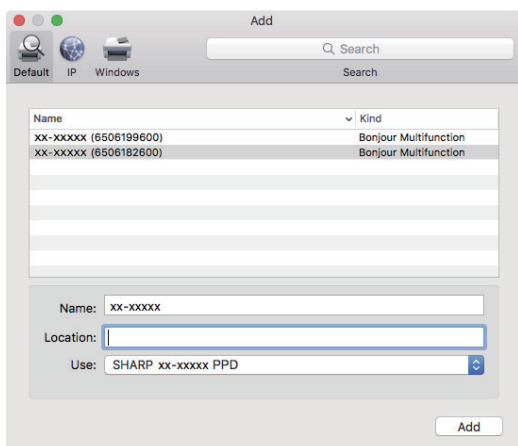 Add
Search
Default IP Windows Search
Name Kind
xx-xxxxx (6506199600) Bonjour Multifunction
xx-xxxxx (6506182600) Bonjour Multifunction
Name: xx-xxxxx
Location:
Use: SHARP xx-xxxxx PPD
Add